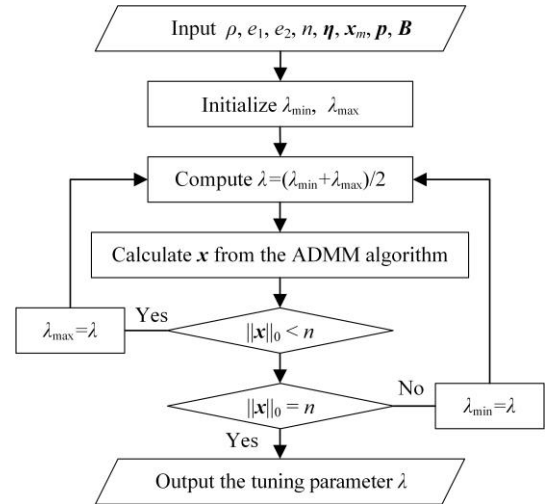 Input ρ, e₁, e₂, n, η, xₘ, p, B
Initialize λmin, λmax
Compute λ=(λmin+λmax)/2
Calculate x from the ADMM algorithm
Yes
||x||₀ < n
λmax=λ
No
||x||₀ = n
λmin=λ
Yes
Output the tuning parameter λ